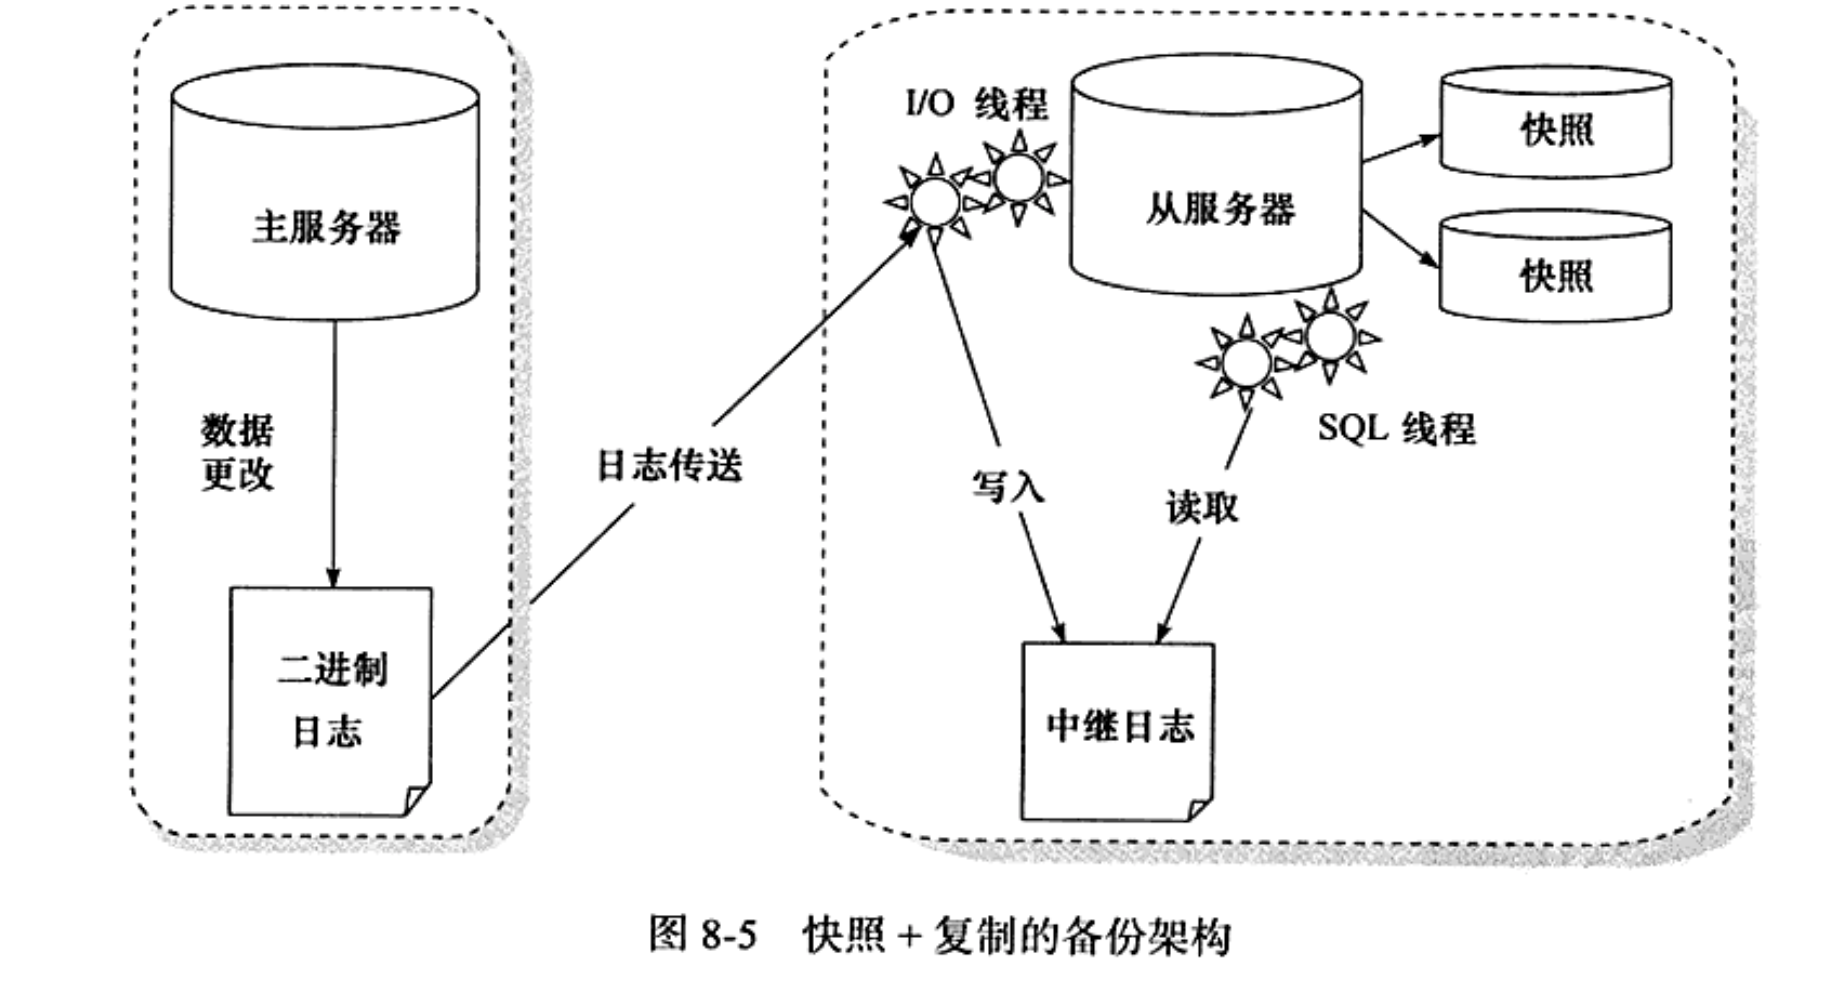 I/O 线程
快照
主服务器
从服务器
快照
数据
更改
SQL 线程
日志传送
写入
读取
二进制
日志
中继日志
图 8-5 快照 + 复制的备份架构